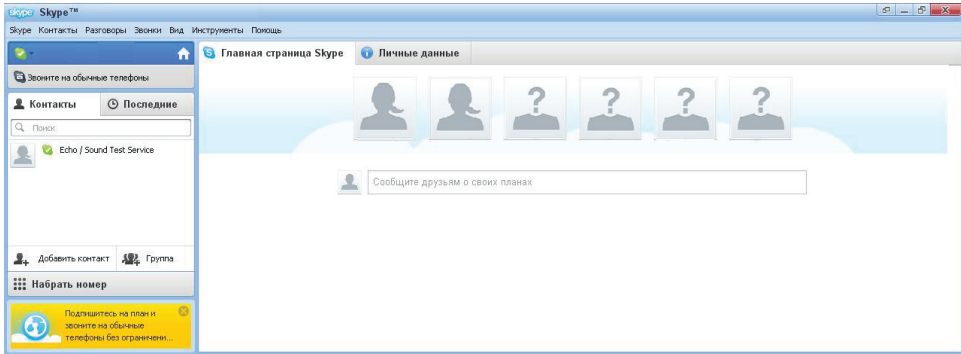 skype Skype™
Skype Контакты Разговоры Звонки Вид Инструменты Помощь
Главная страница Skype Личные данные
Звоните на обычные телефоны
Контакты Последние
Поиск
Echo / Sound Test Service
Сообщите друзьям о своих планах
Добавить контакт Группа
Набрать номер
Подпишитесь на план и
звоните на обычные
телефоны без ограничени...